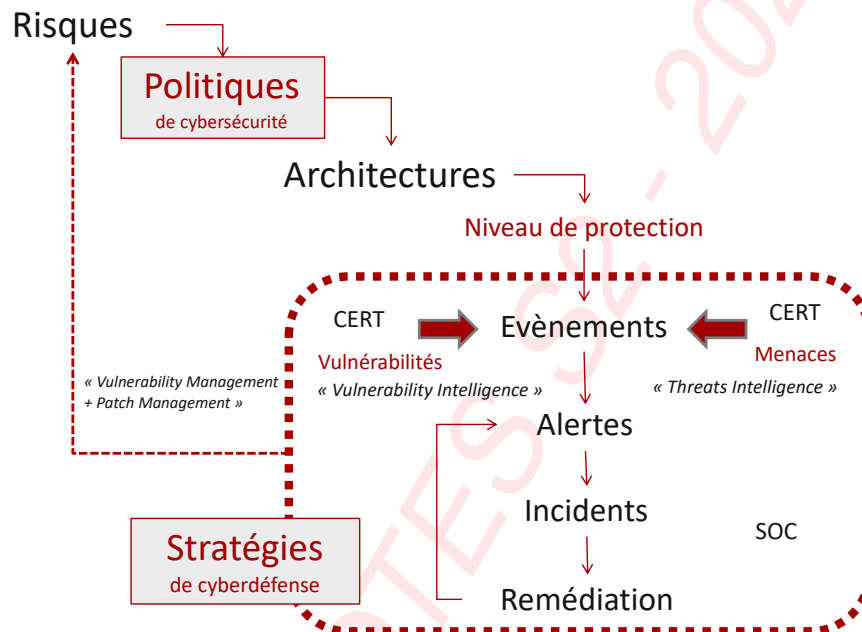 Risques
Politiques
de cybersécurité
Architectures
Niveau de protection
CERT
Evènements
CERT
Vulnérabilités
Menaces
« Vulnerability Management
+ Patch Management »
« Vulnerability Intelligence »
« Threats Intelligence »
Alertes
Incidents
SOC
Stratégies
de cyberdéfense
Remédiation
S2 -